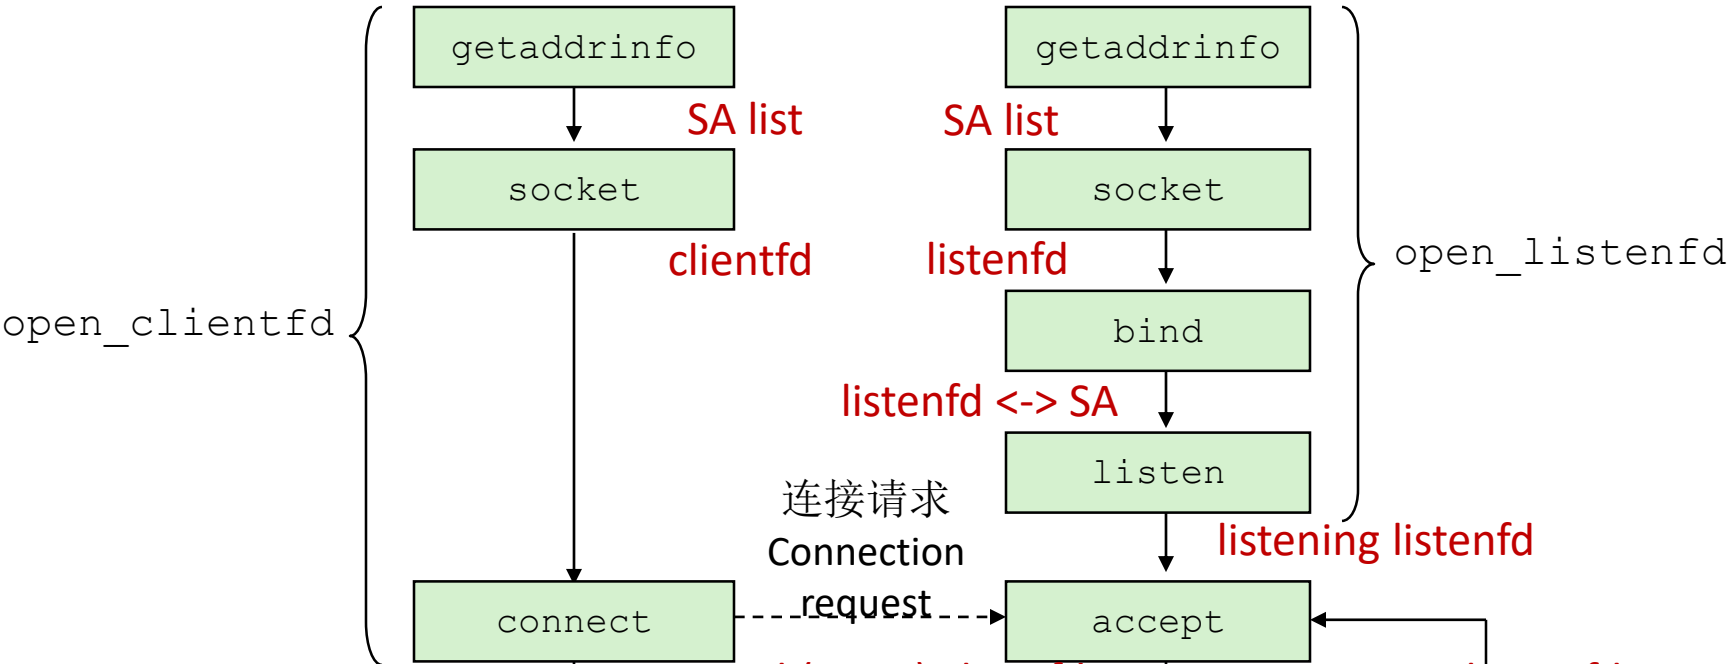 getaddrinfo
getaddrinfo
SA list
SA list
socket
socket
clientfd
listenfd
open_listenfd
open_clientfd
bind
listenfd <-> SA
listen
连接请求
Connection
request
listening listenfd
connect
accept